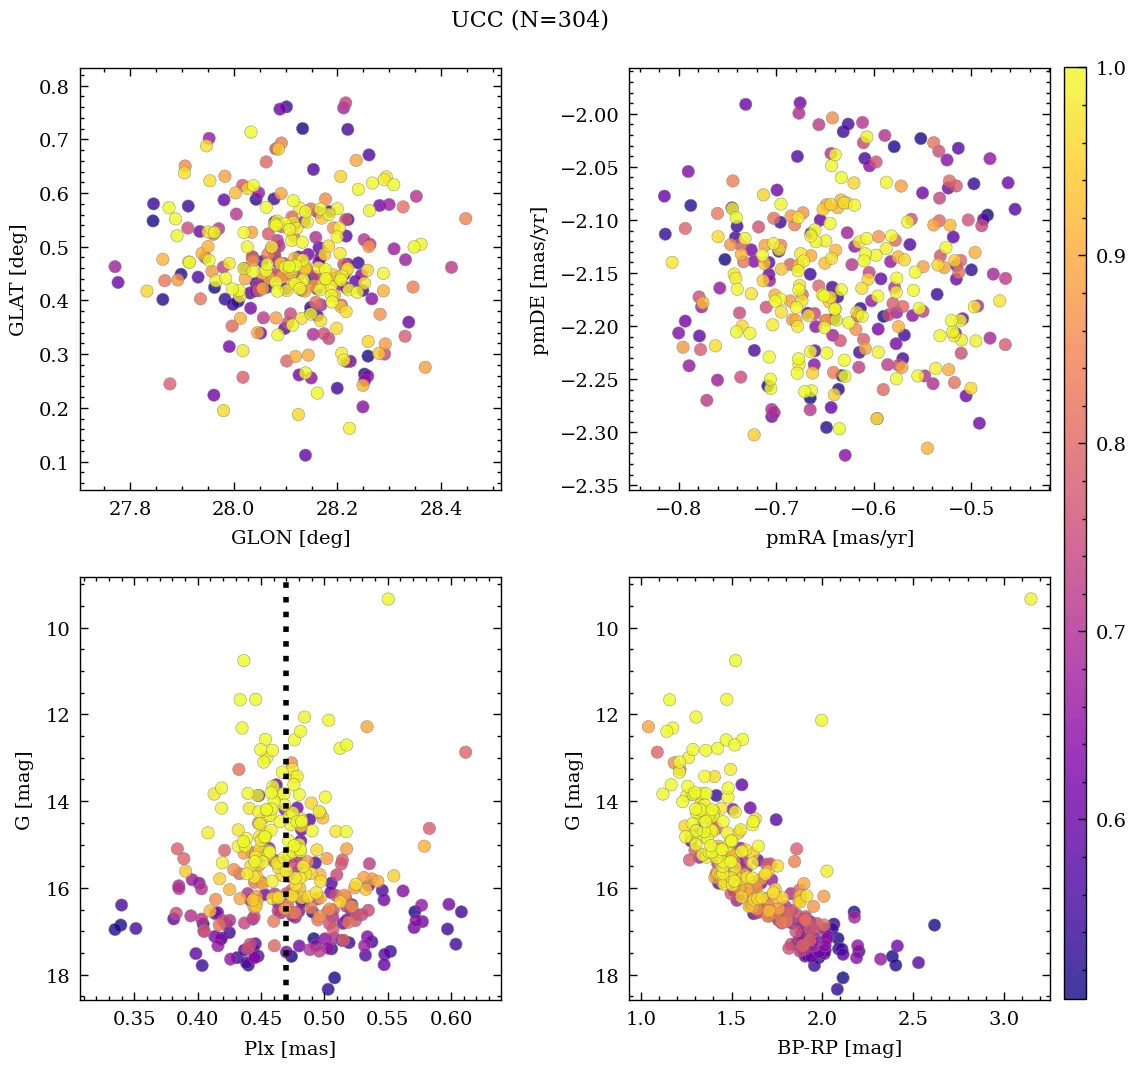 UCC (N=304)
0.8
0.7
0.6
0.5
0.4
0.3
0.2
0.1
GLAT [deg]
27.8 28.0 28.2 28.4
GLON [deg]
−2.00
−2.05
−2.10
−2.15
−2.20
−2.25
−2.30
−2.35
pmDE [mas/yr]
−0.8 −0.7 −0.6 −0.5
pmRA [mas/yr]
1.0
0.9
0.8
0.7
0.6
10
12
14
16
18
G [mag]
0.35 0.40 0.45 0.50 0.55 0.60
Plx [mas]
10
12
14
16
18
G [mag]
1.0 1.5 2.0 2.5 3.0
BP-RP [mag]